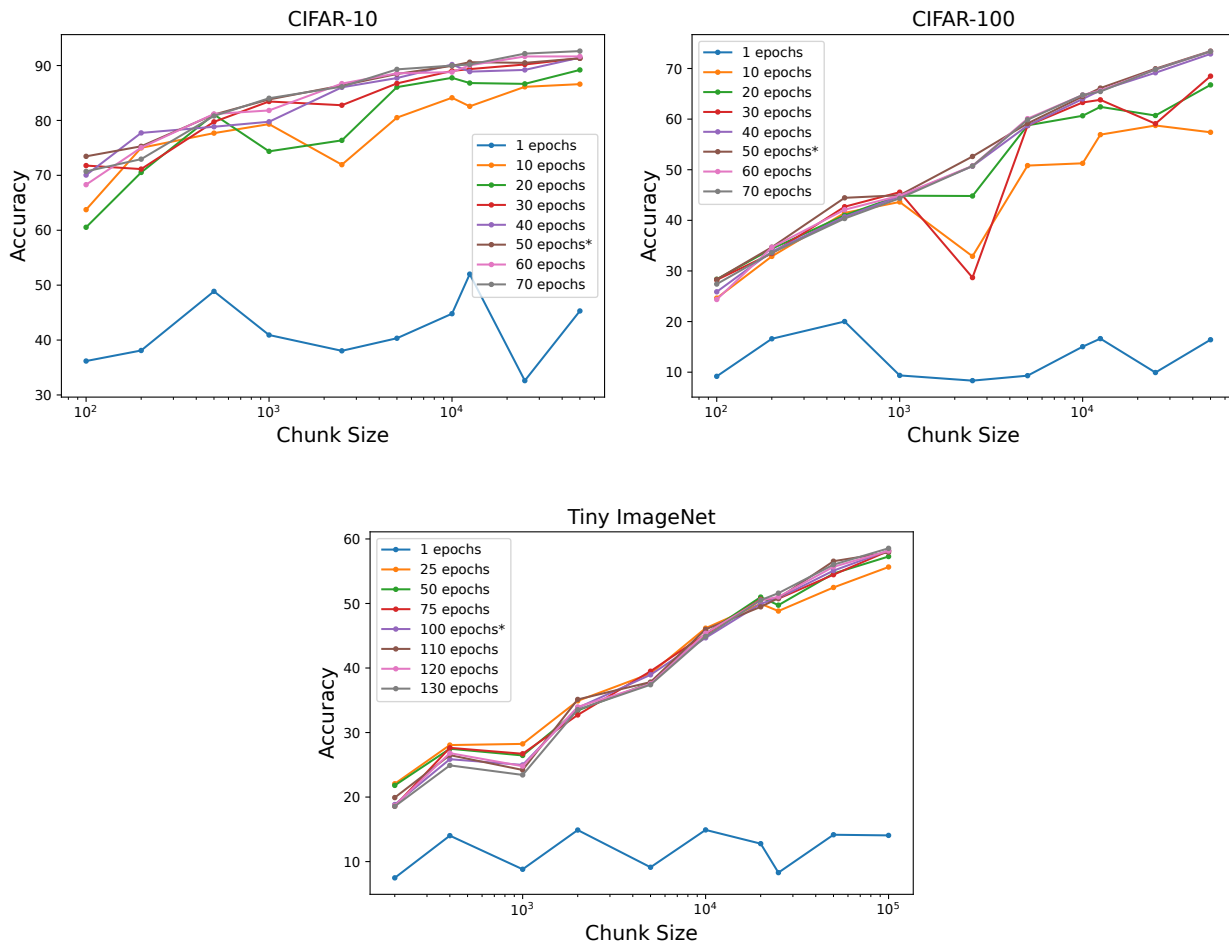 CIFAR-10
90
80
70
60
50
40
30
Accuracy
10²
10³
10⁴
Chunk Size
1 epochs
10 epochs
20 epochs
30 epochs
40 epochs
50 epochs*
60 epochs
70 epochs
CIFAR-100
70
60
50
40
30
20
10
Accuracy
10²
10³
10⁴
Chunk Size
1 epochs
10 epochs
20 epochs
30 epochs
40 epochs
50 epochs*
60 epochs
70 epochs
Tiny ImageNet
60
50
40
30
20
10
Accuracy
10³
10⁴
10⁵
Chunk Size
1 epochs
25 epochs
50 epochs
75 epochs
100 epochs*
110 epochs
120 epochs
130 epochs